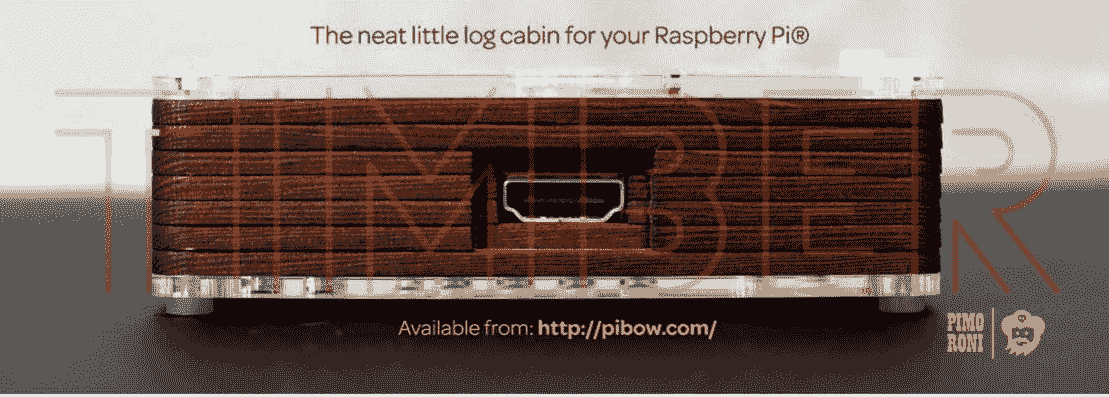 The neat little log cabin for your Raspberry Pi®
TIMBER
Available from: http://pibow.com/
PIMO
RONI